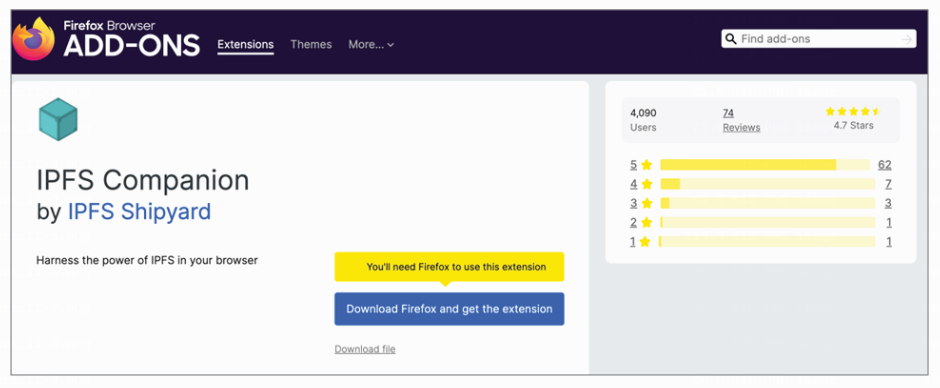 Firefox Browser
ADD-ONS
Extensions Themes More...
Find add-ons
IPFS Companion
by IPFS Shipyard
Harness the power of IPFS in your browser
You'll need Firefox to use this extension
Download Firefox and get the extension
Download file
4,090 74
Users Reviews 4.7 Stars
5 62
4 7
3 3
2 1
1 1